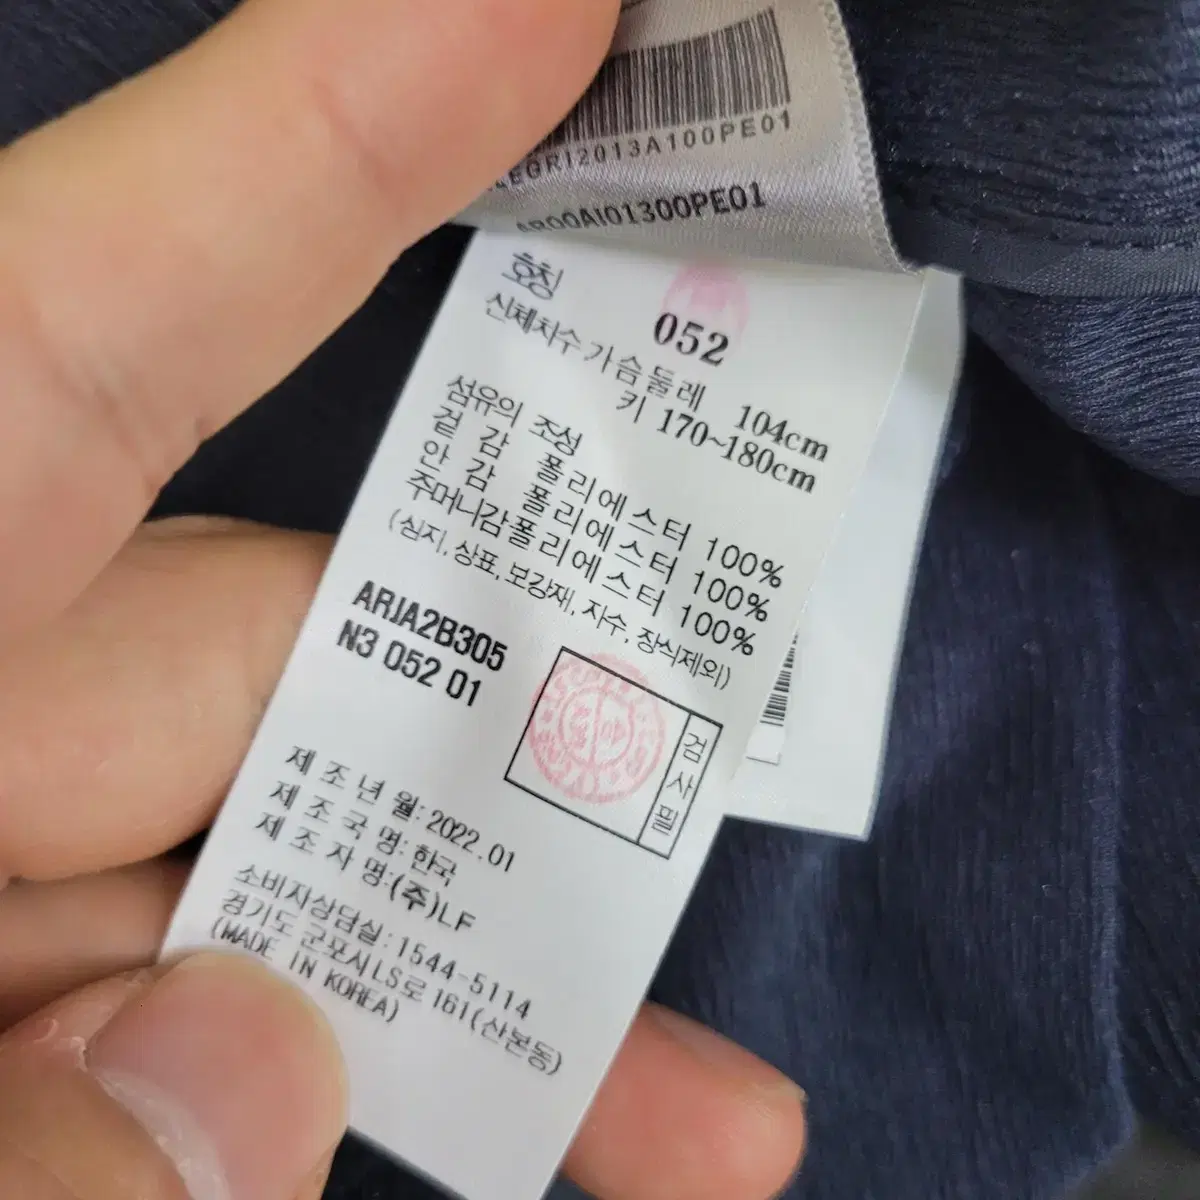 LEGRI2013A100PE01
AR00AI01300PE01
호칭 052
신체치수 가슴둘레 104cm
키 170~180cm
섬유의 조성
겉 감 폴리에스터 100%
안 감 폴리에스터 100%
주머니감폴리에스터 100%
(심지, 상표, 보강재, 자수, 장식제외)
ARJA2B305
N3 052 01
검사필
제 조 년 월: 2022.01
제 조 국 명: 한국
제 조 자 명:(주)LF
소비자상담실:1544-5114
경기도 군포시LS로 161(산본동)
(MADE IN KOREA)